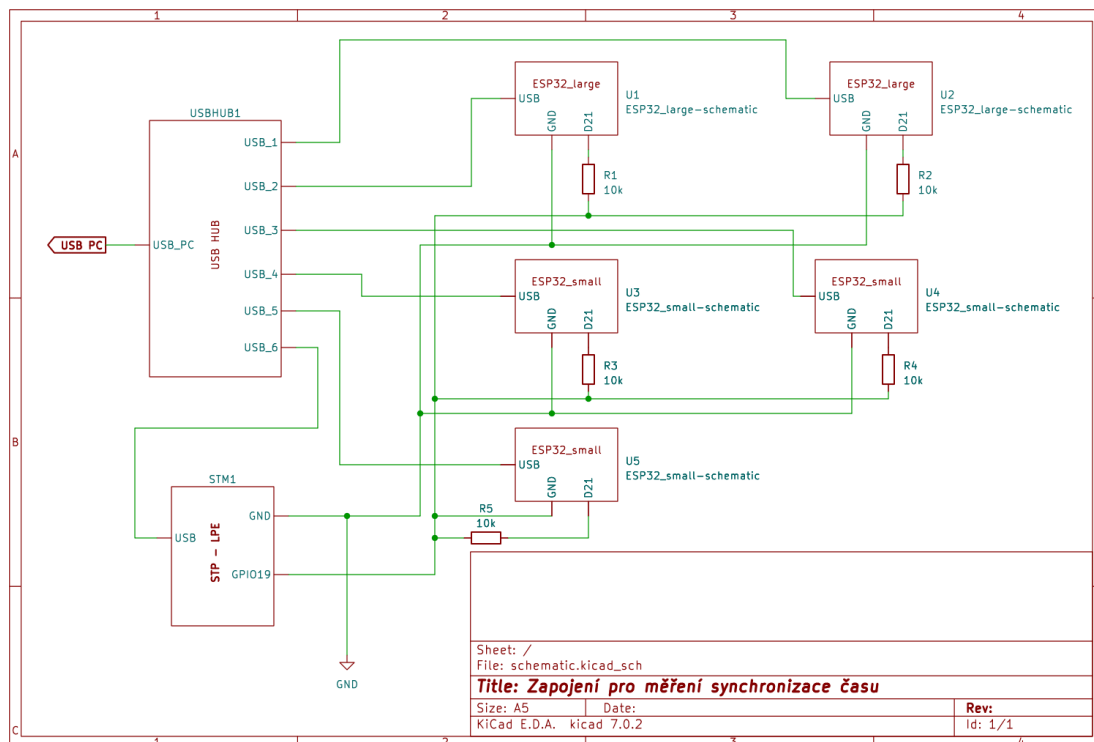 1 2 3 4
A
B
C
USBHUB1
USB_1
USB_2
USB_3
USB_4
USB_5
USB_6
USB_PC
USB HUB
USB PC
ESP32_large
USB
GND
D21
U1
ESP32_large-schematic
R1
10k
ESP32_large
USB
GND
D21
U2
ESP32_large-schematic
R2
10k
ESP32_small
USB
GND
D21
U3
ESP32_small-schematic
R3
10k
ESP32_small
USB
GND
D21
U4
ESP32_small-schematic
R4
10k
ESP32_small
USB
GND
D21
U5
ESP32_small-schematic
R5
10k
STM1
GND
USB
STP - LPE
GPIO19
GND
Sheet: /
File: schematic.kicad_sch
Title: Zapojení pro měření synchronizace času
Size: A5 Date: Rev:
KiCad E.D.A. kicad 7.0.2 Id: 1/1
1 2 3 4